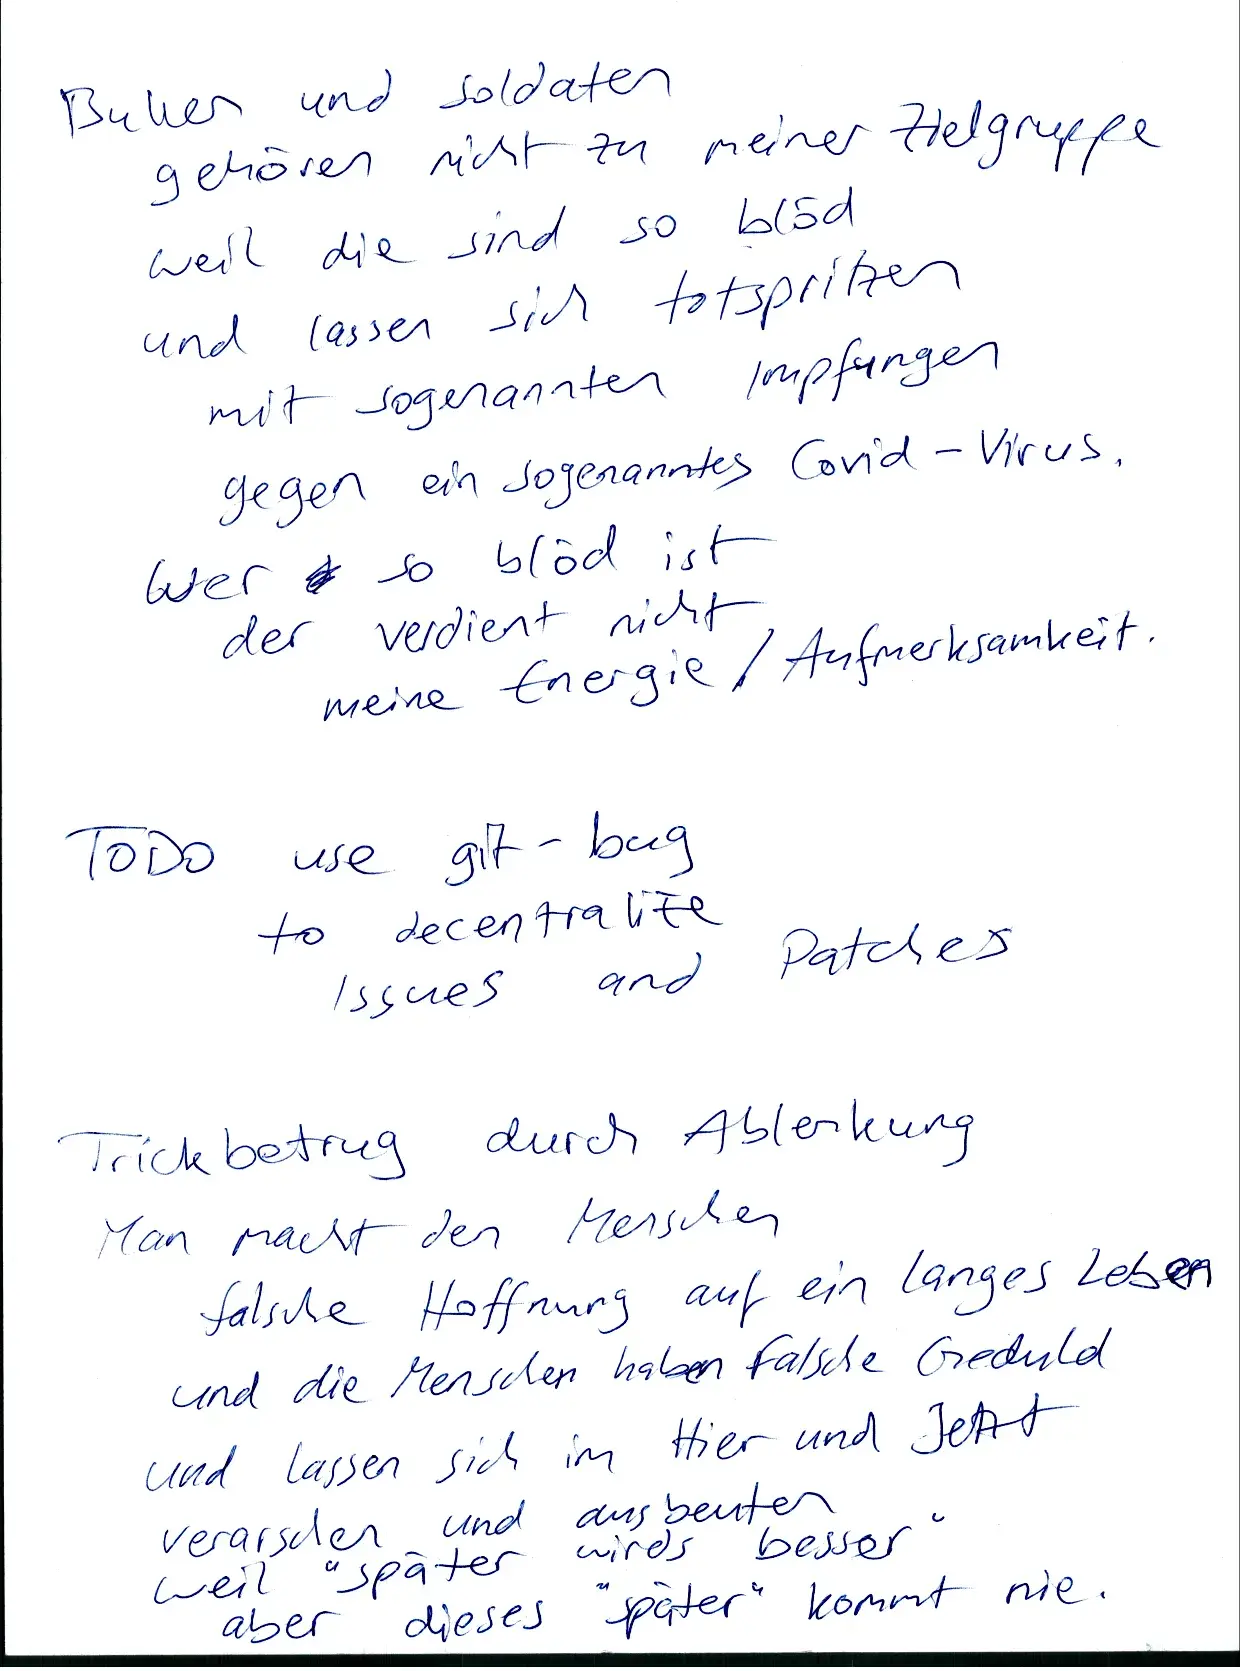 Bullen und soldaten
gehören nicht zu meiner Zielgruppe
weil die sind so blöd
und lassen sich totspritzen
mit sogenannten Impfungen
gegen ein sogenanntes Covid-Virus.
Wer so blöd ist
der verdient nicht
meine Energie / Aufmerksamkeit.
TODO use git-bug
to decentralize
issues and patches
Trickbetrug durch Ablenkung
Man macht den Menschen
falsche Hoffnung auf ein langes Leben
und die Menschen haben falsche Geduld
und lassen sich im Hier und Jetzt
verarschen und ausbeuten
weil "später wirds besser"
aber dieses "später" kommt nie.